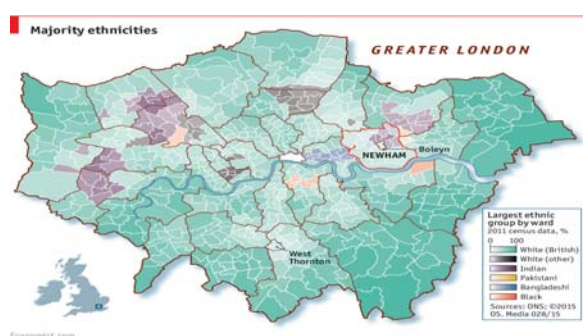 Majority ethnicities
GREATER LONDON
NEWHAM
Boleyn
West
Thornton
Largest ethnic
group by ward
2011 census data, %
0 100
White (British)
White (other)
Indian
Pakistani
Bangladeshi
Black
Sources: ONS; ©2015
OS. Media 028/15